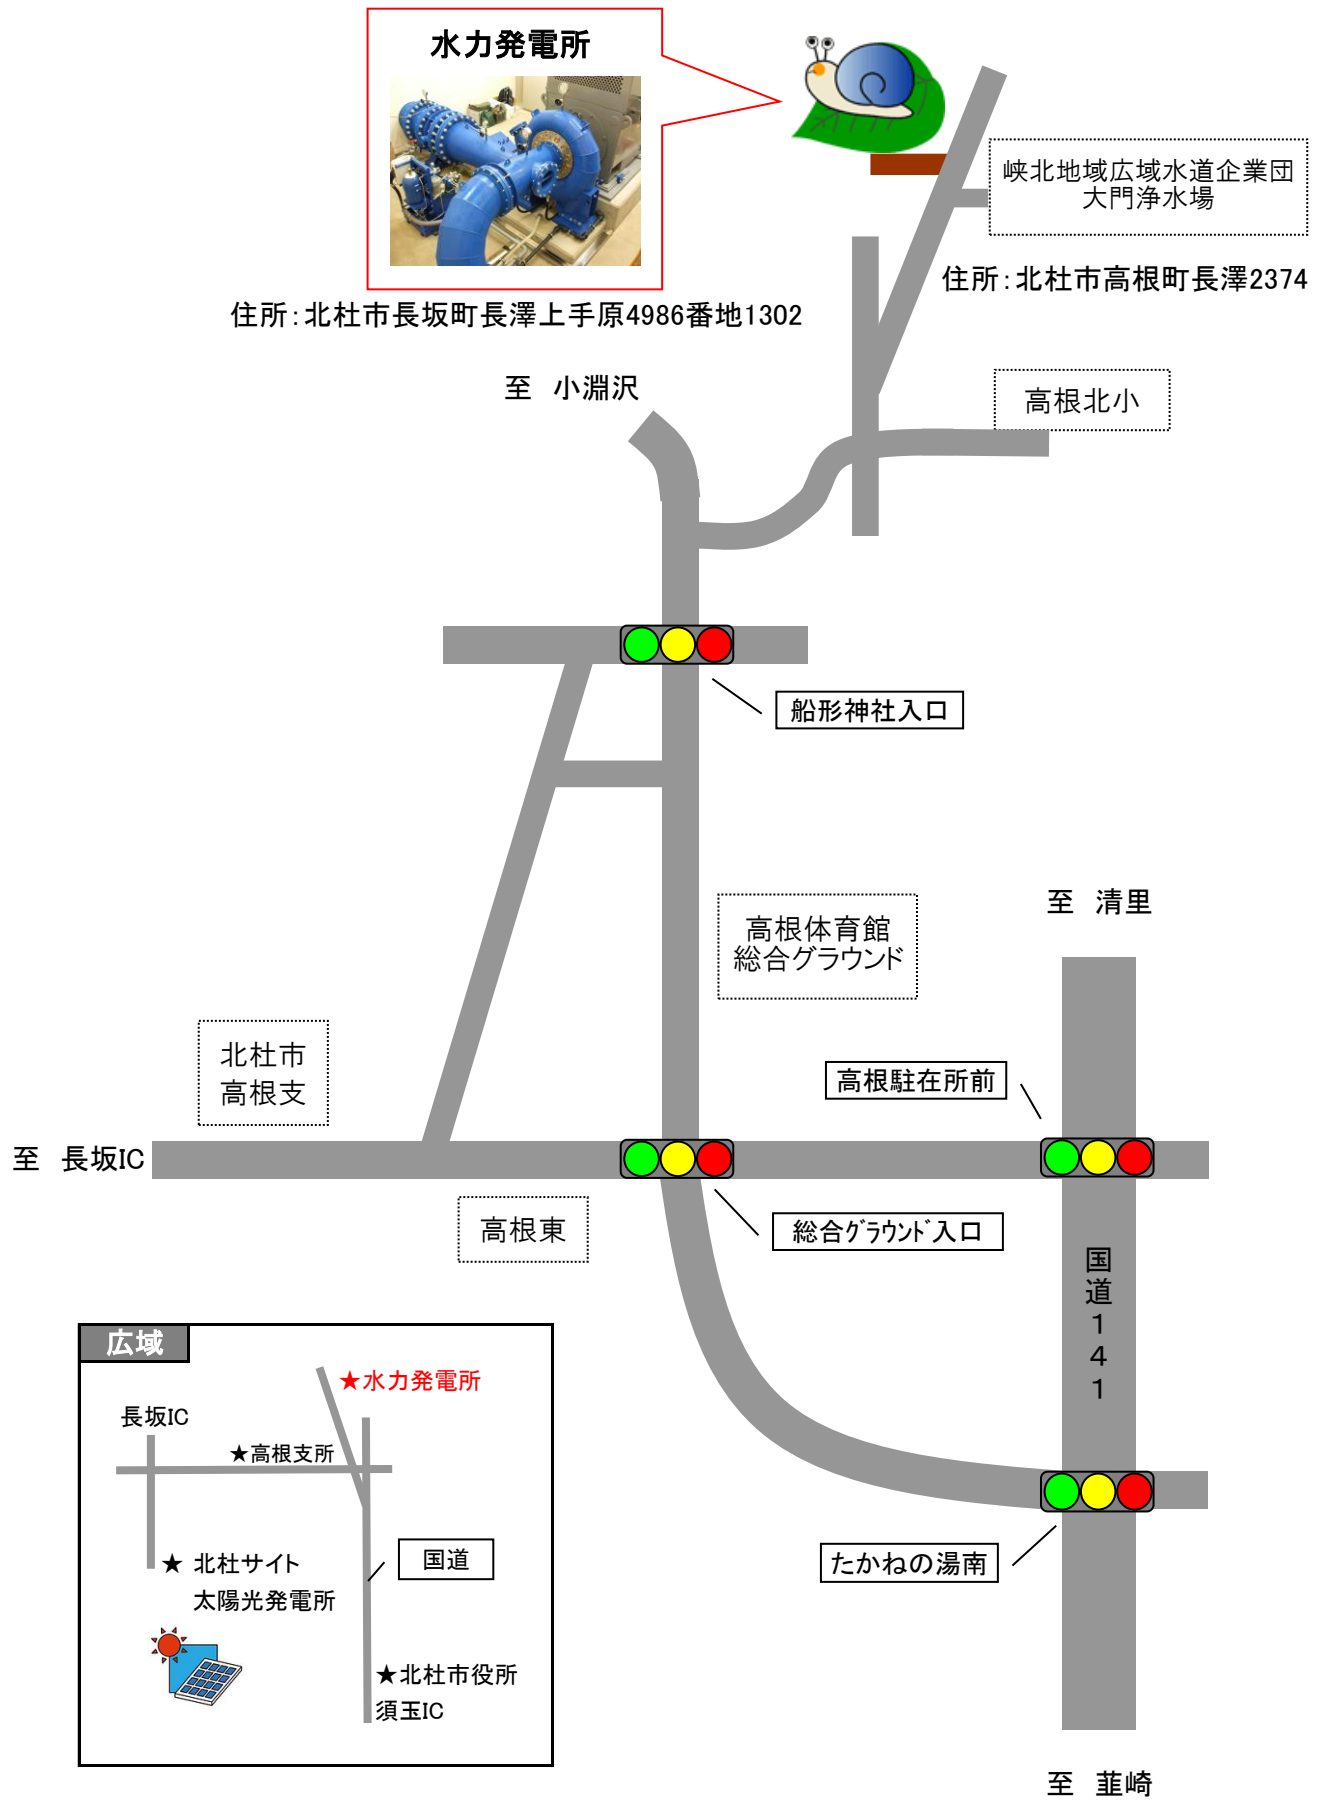 水力発電所
峡北地域広域水道企業団
大門浄水場
住所：北杜市高根町長澤2374
住所：北杜市長坂町長澤上手原4986番地1302
至　小淵沢
高根北小
船形神社入口
高根体育館
総合グラウンド
至　清里
北杜市
高根支
高根駐在所前
至　長坂IC
高根東
総合グラウンド入口
国道141
広域
★水力発電所
長坂IC
★高根支所
国道
★ 北杜サイト
太陽光発電所
たかねの湯南
★北杜市役所
須玉IC
至　韮崎